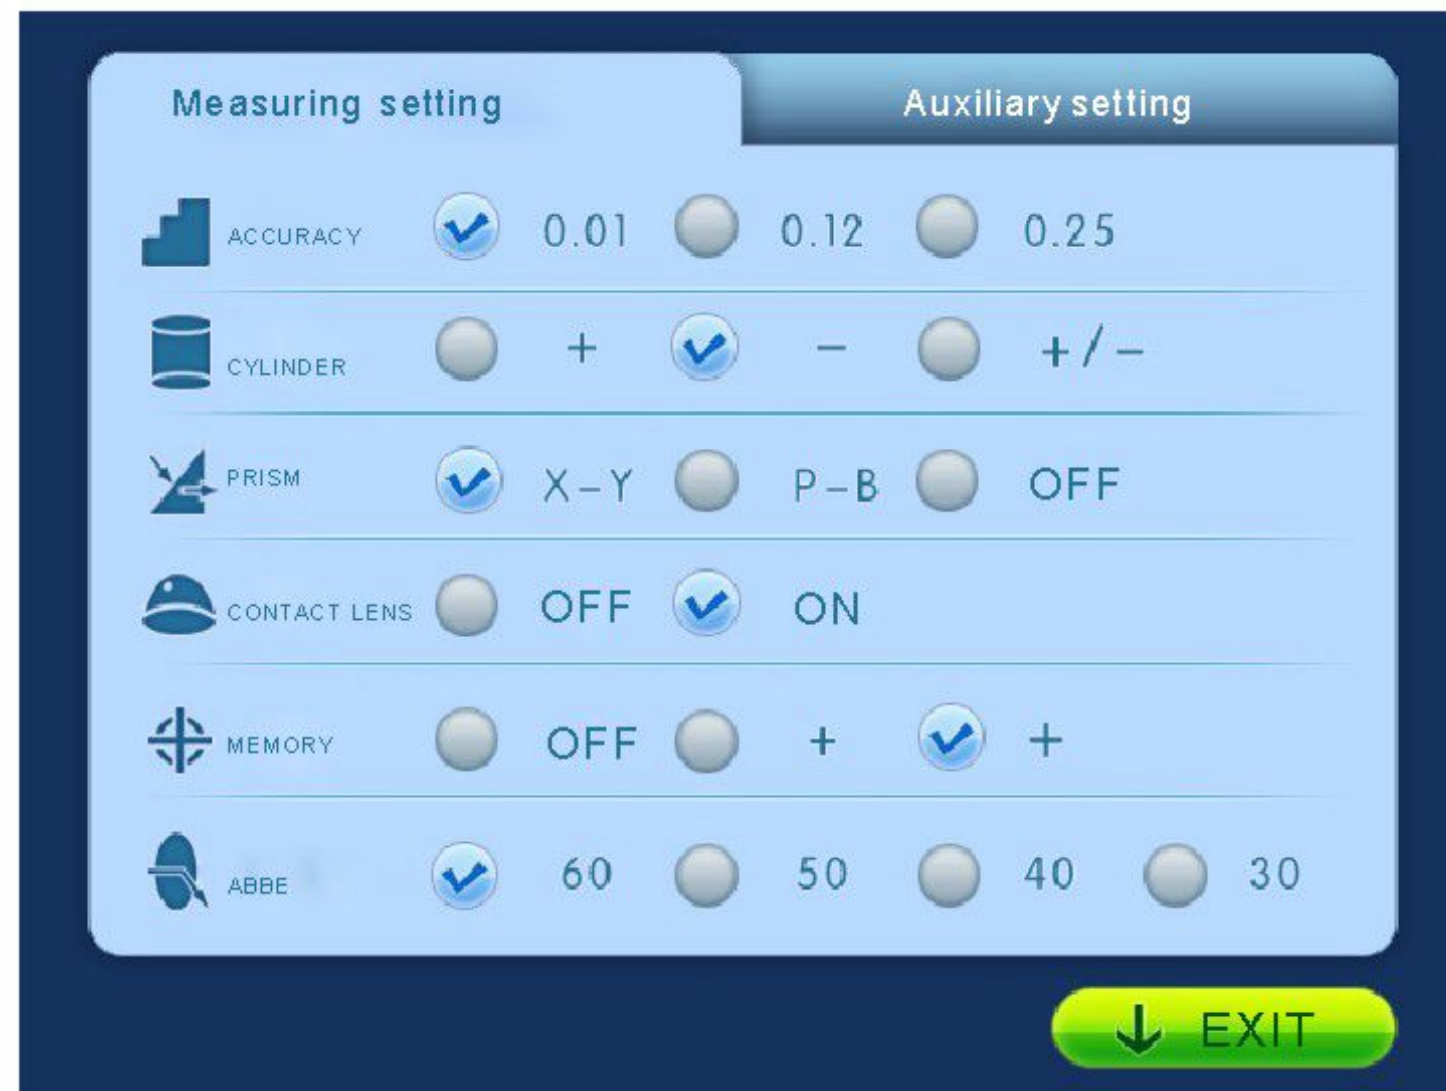 Measuring setting Auxiliary setting
ACCURACY 0.01 0.12 0.25
CYLINDER + - +/-
PRISM X-Y P-B OFF
CONTACT LENS OFF ON
MEMORY OFF + +
ABBE 60 50 40 30
EXIT